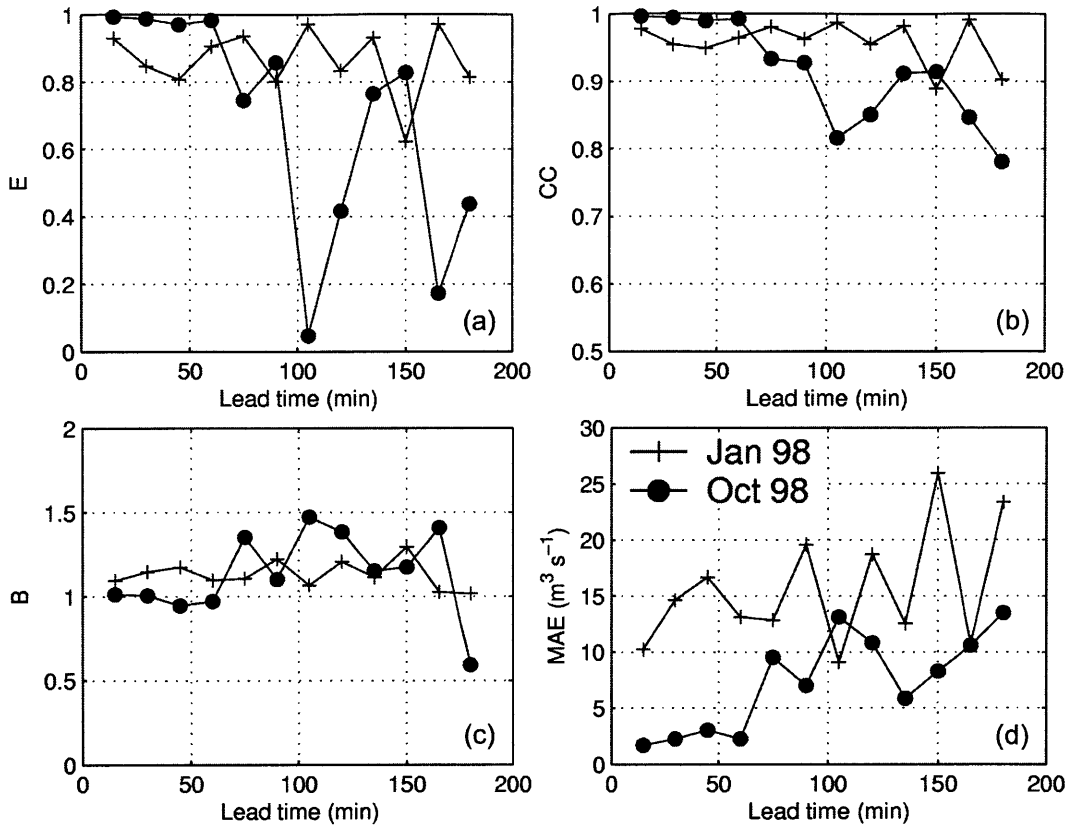 1
0.8
0.6
0.4
0.2
0
E
(a)
0 50 100 150 200
Lead time (min)
1
0.9
0.8
0.7
0.6
0.5
CC
(b)
0 50 100 150 200
Lead time (min)
2
1.5
1
0.5
0
B
(c)
0 50 100 150 200
Lead time (min)
30
25
20
15
10
5
0
MAE (m³ s⁻¹)
Jan 98
Oct 98
(d)
0 50 100 150 200
Lead time (min)